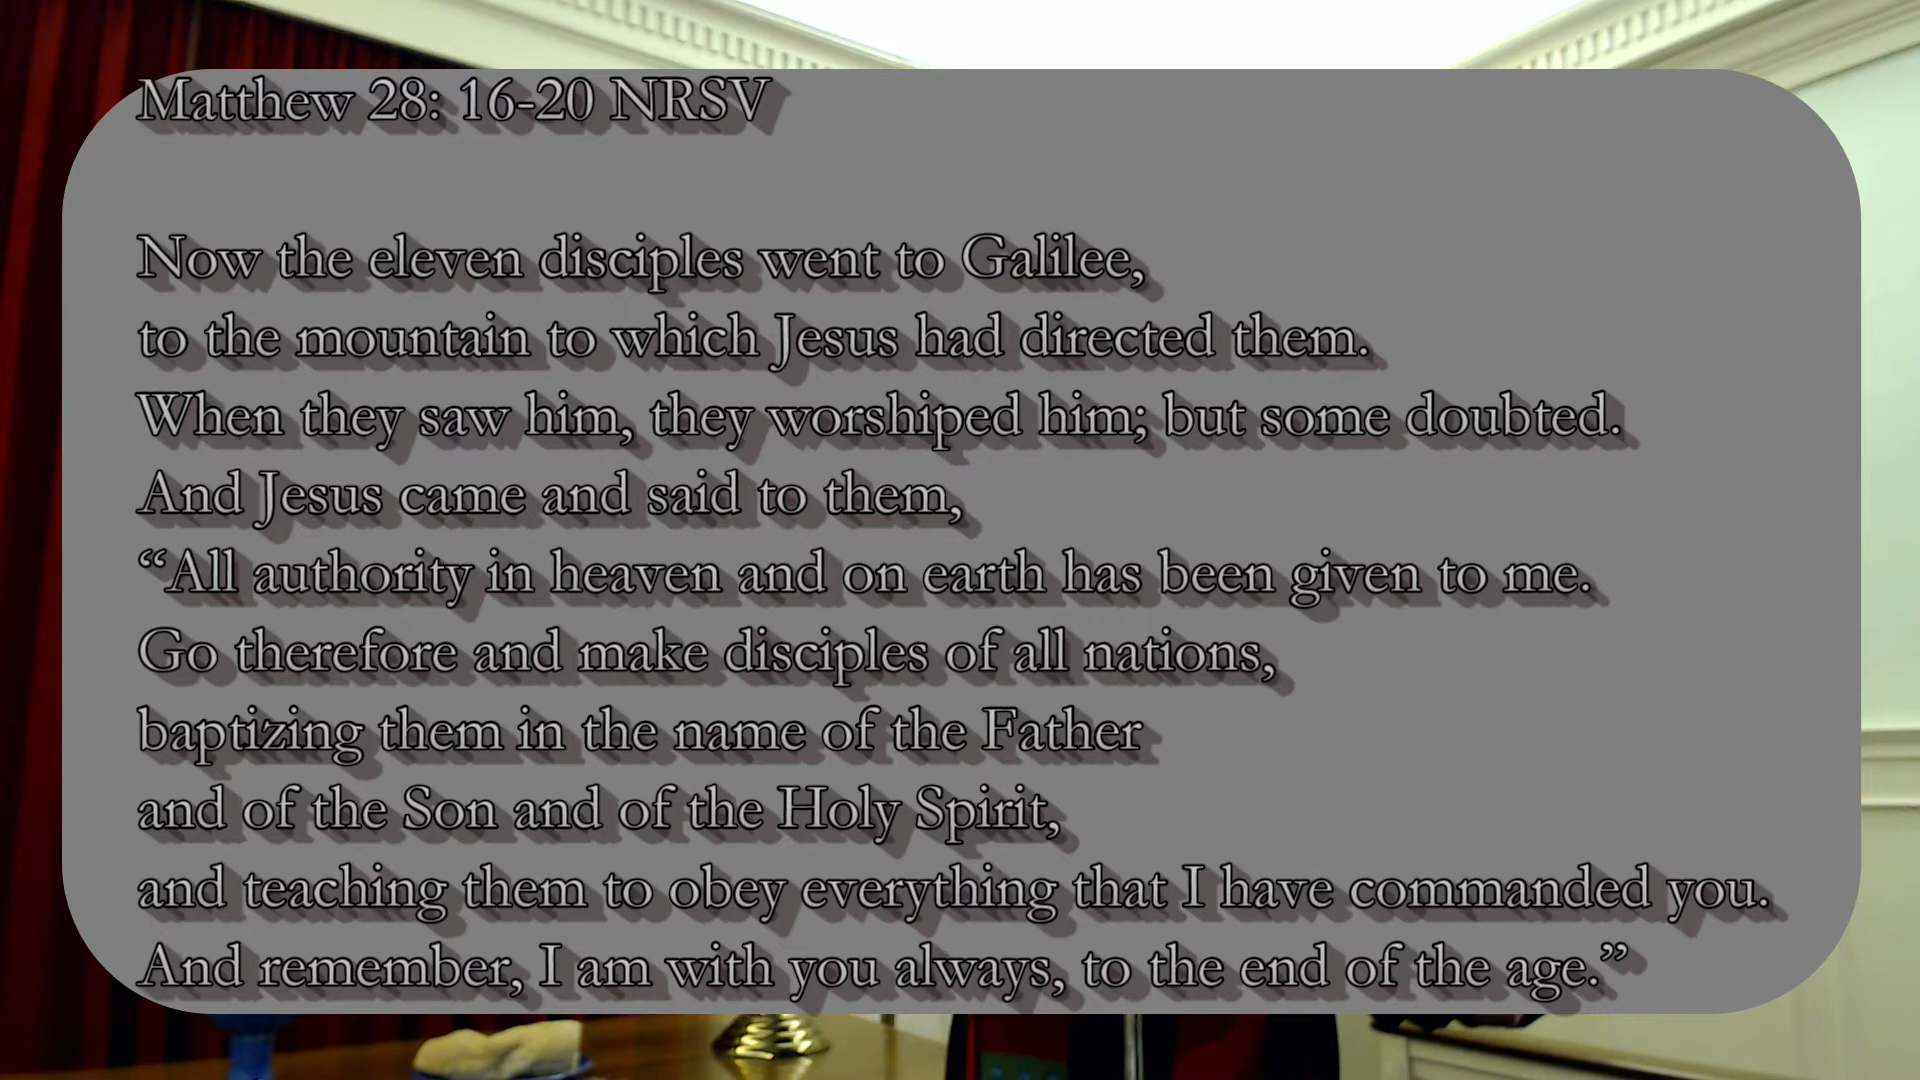 Matthew 28: 16-20 NRSV
Now the eleven disciples went to Galilee,
to the mountain to which Jesus had directed them.
When they saw him, they worshiped him; but some doubted.
And Jesus came and said to them,
“All authority in heaven and on earth has been given to me.
Go therefore and make disciples of all nations,
baptizing them in the name of the Father
and of the Son and of the Holy Spirit,
and teaching them to obey everything that I have commanded you.
And remember, I am with you always, to the end of the age.”